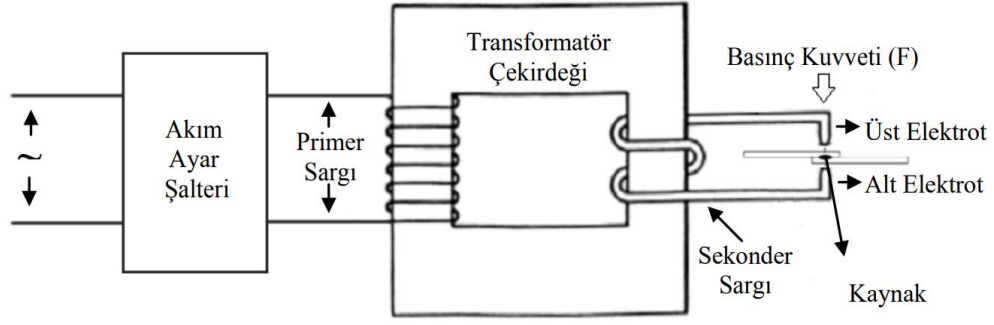 Transformatör
Çekirdeği
Basınç Kuvveti (F)
Akım
Ayar
Şalteri
~
Primer
Sargı
Üst Elektrot
Alt Elektrot
Sekonder
Sargı
Kaynak